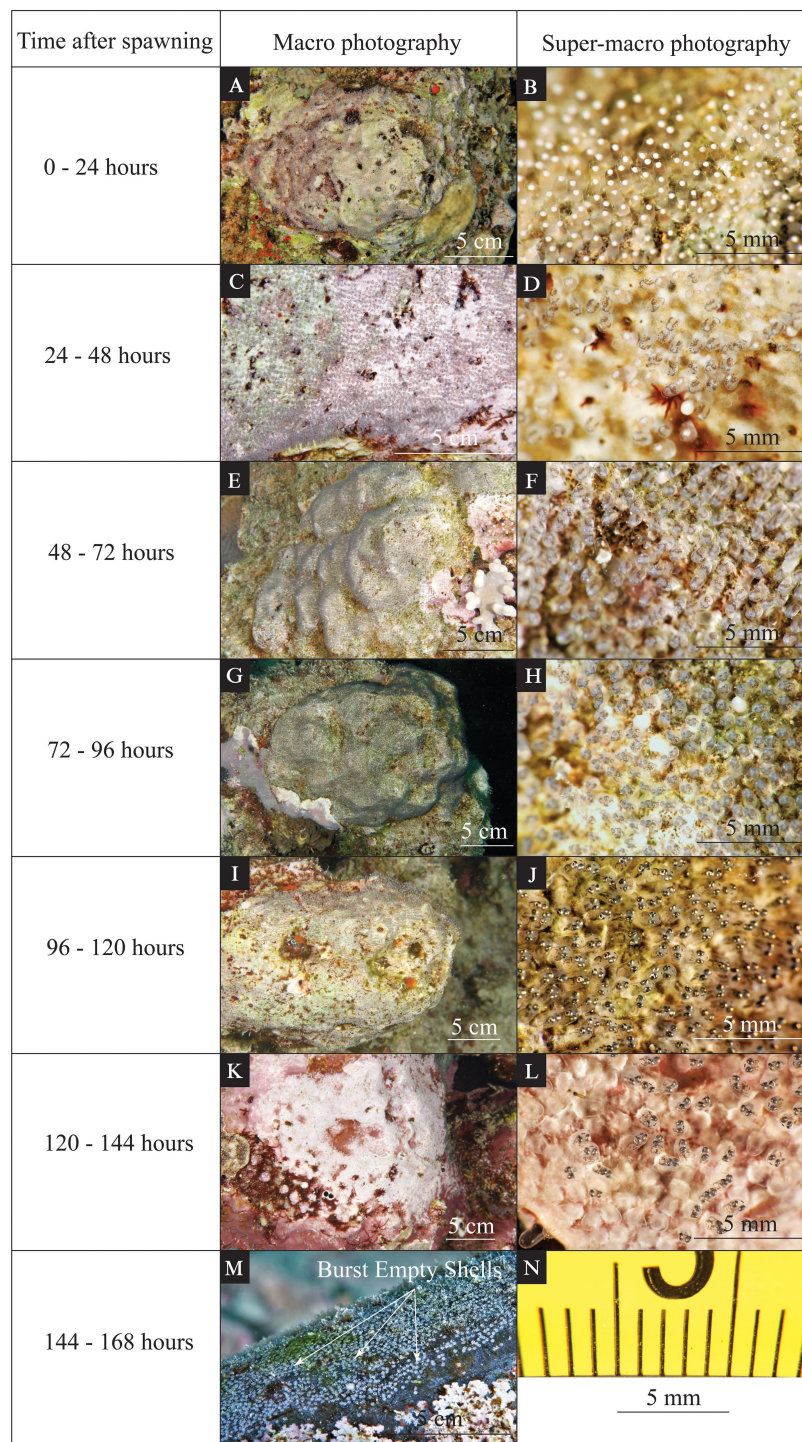 Time after spawning
Macro photography
Super-macro photography
0 - 24 hours
A
5 cm
B
5 mm
24 - 48 hours
C
5 cm
D
5 mm
48 - 72 hours
E
5 cm
F
5 mm
72 - 96 hours
G
5 cm
H
5 mm
96 - 120 hours
I
5 cm
J
5 mm
120 - 144 hours
K
5 cm
L
5 mm
144 - 168 hours
M
Burst Empty Shells
5 cm
N
5 mm